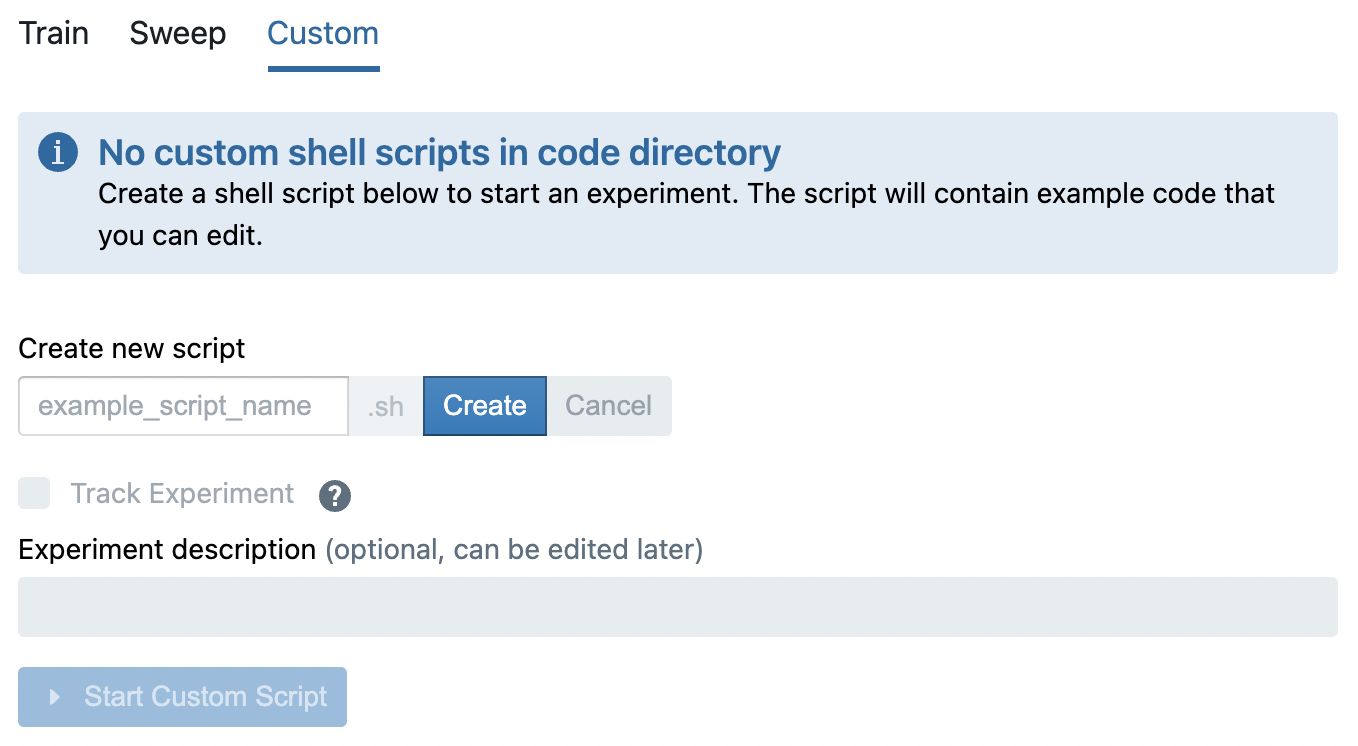 Train Sweep Custom
No custom shell scripts in code directory
Create a shell script below to start an experiment. The script will contain example code that
you can edit.
Create new script
example_script_name .sh Create Cancel
Track Experiment ?
Experiment description (optional, can be edited later)
Start Custom Script